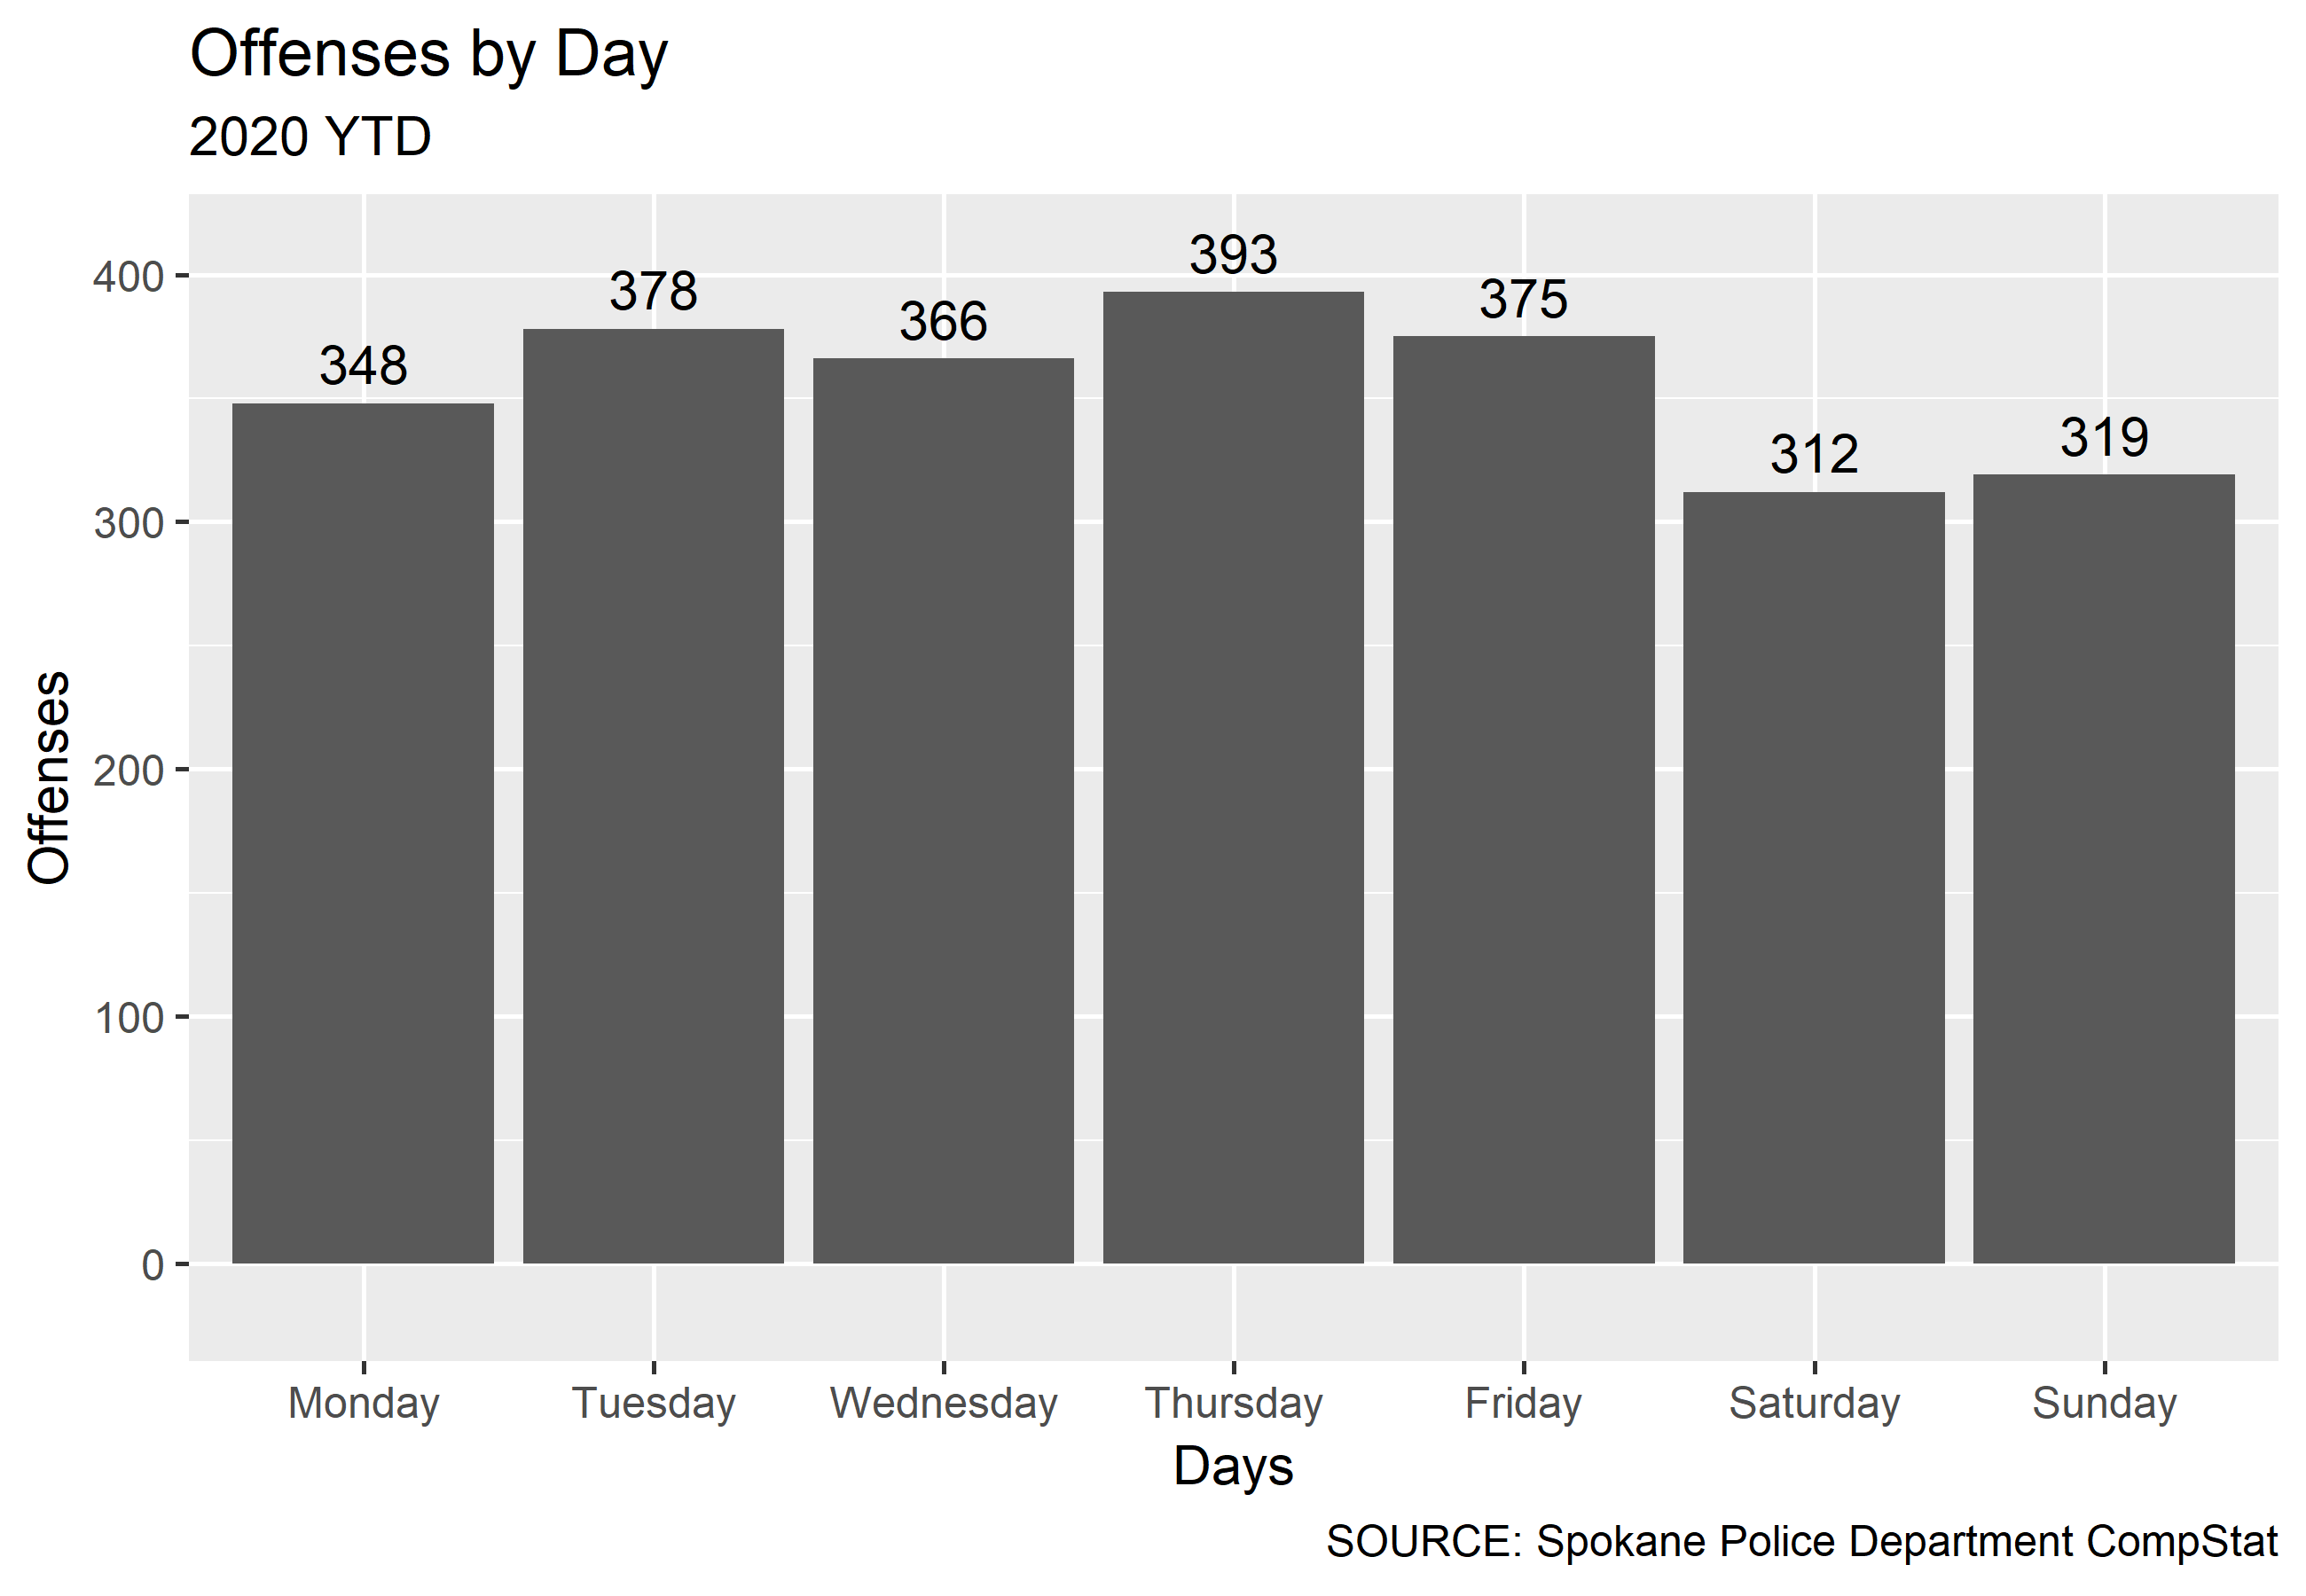 Offenses by Day
2020 YTD
Offenses
400
300
200
100
0
348
378
366
393
375
312
319
Monday
Tuesday
Wednesday
Thursday
Friday
Saturday
Sunday
Days
SOURCE: Spokane Police Department CompStat